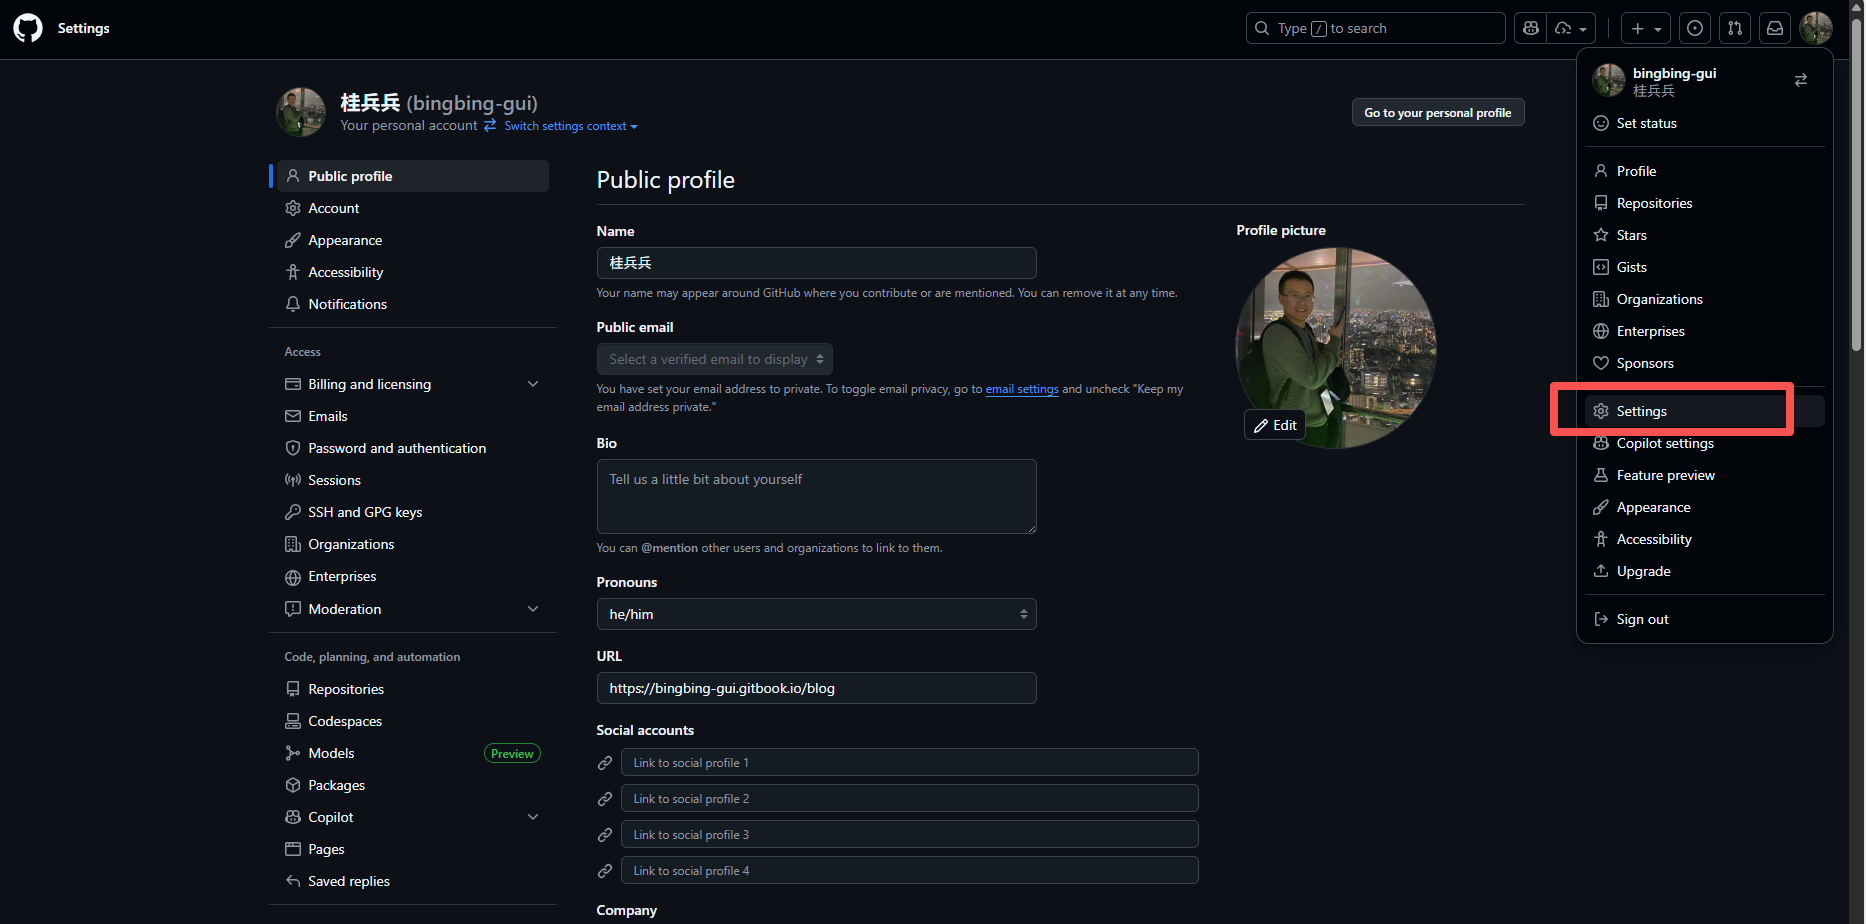 Settings
Type / to search
桂兵兵 (bingbing-gui)
Your personal account Switch settings context
Go to your personal profile
Public profile
Account
Appearance
Accessibility
Notifications
Access
Billing and licensing
Emails
Password and authentication
Sessions
SSH and GPG keys
Organizations
Enterprises
Moderation
Code, planning, and automation
Repositories
Codespaces
Models Preview
Packages
Copilot
Pages
Saved replies
Public profile
Name
桂兵兵
Your name may appear around GitHub where you contribute or are mentioned. You can remove it at any time.
Public email
Select a verified email to display
You have set your email address to private. To toggle email privacy, go to email settings and uncheck "Keep my
email address private."
Bio
Tell us a little bit about yourself
You can @mention other users and organizations to link to them.
Pronouns
he/him
URL
https://bingbing-gui.gitbook.io/blog
Social accounts
Link to social profile 1
Link to social profile 2
Link to social profile 3
Link to social profile 4
Company
Profile picture
Edit
bingbing-gui
桂兵兵
Set status
Profile
Repositories
Stars
Gists
Organizations
Enterprises
Sponsors
Settings
Copilot settings
Feature preview
Appearance
Accessibility
Upgrade
Sign out